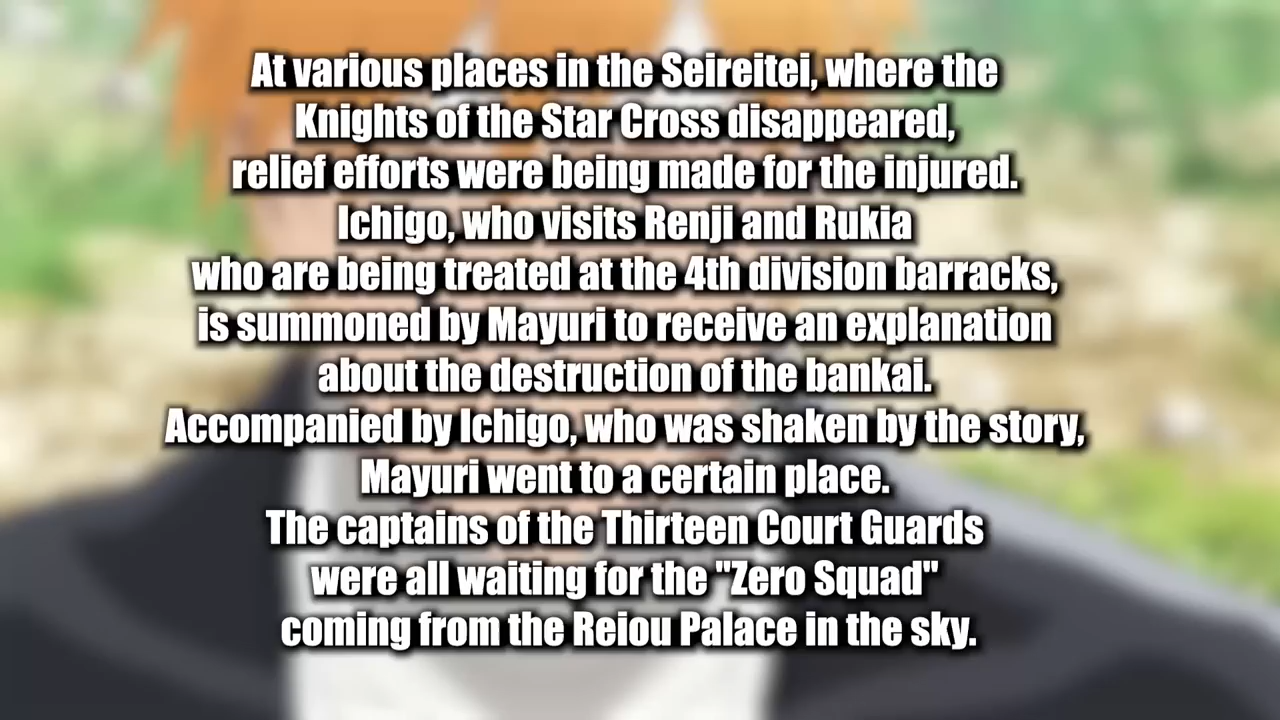 At various places in the Seireitei, where the
Knights of the Star Cross disappeared,
relief efforts were being made for the injured.
Ichigo, who visits Renji and Rukia
who are being treated at the 4th division barracks,
is summoned by Mayuri to receive an explanation
about the destruction of the bankai.
Accompanied by Ichigo, who was shaken by the story,
Mayuri went to a certain place.
The captains of the Thirteen Court Guards
were all waiting for the "Zero Squad"
coming from the Reiou Palace in the sky.